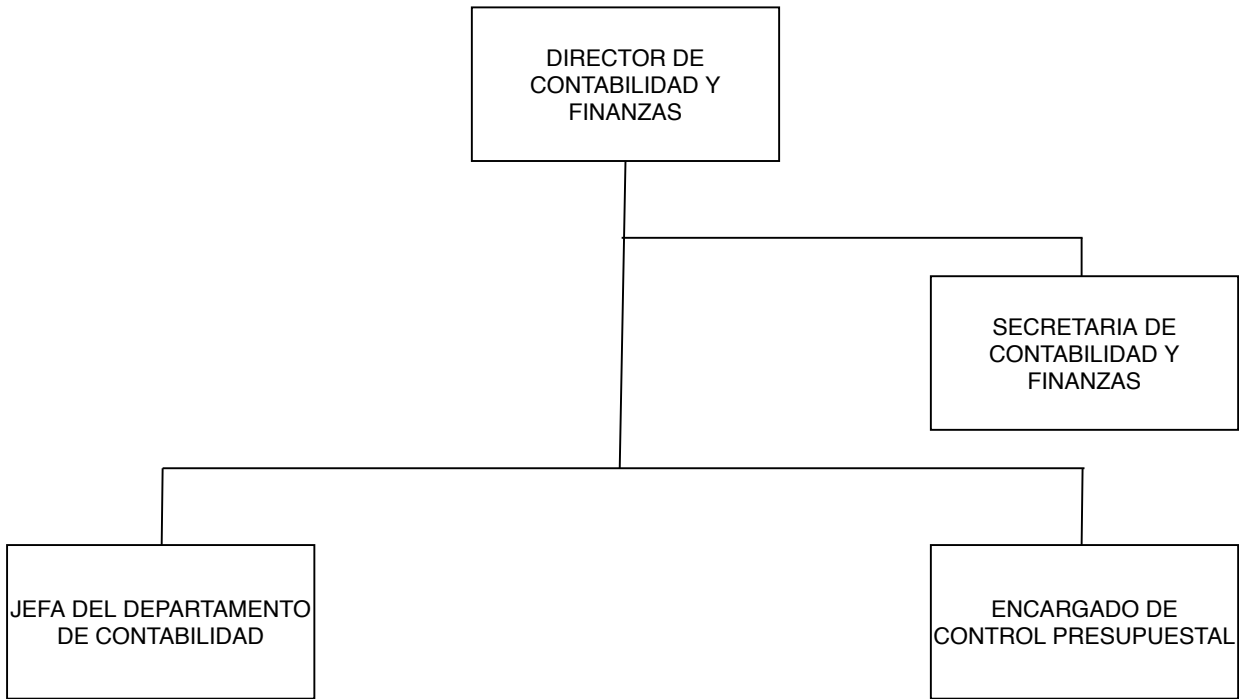 DIRECTOR DE
CONTABILIDAD Y
FINANZAS
SECRETARIA DE
CONTABILIDAD Y
FINANZAS
JEFA DEL DEPARTAMENTO
DE CONTABILIDAD
ENCARGADO DE
CONTROL PRESUPUESTAL